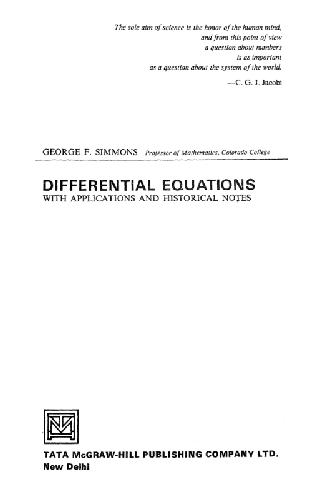 The sole aim of science is the honor of the human mind,
and from this point of view
a question about numbers
is as important
as a question about the system of the world.
—C. G. J. Jacobi
GEORGE F. SIMMONS Professor of Mathematics, Colorado College
DIFFERENTIAL EQUATIONS
WITH APPLICATIONS AND HISTORICAL NOTES
TATA McGRAW-HILL PUBLISHING COMPANY LTD.
New Delhi